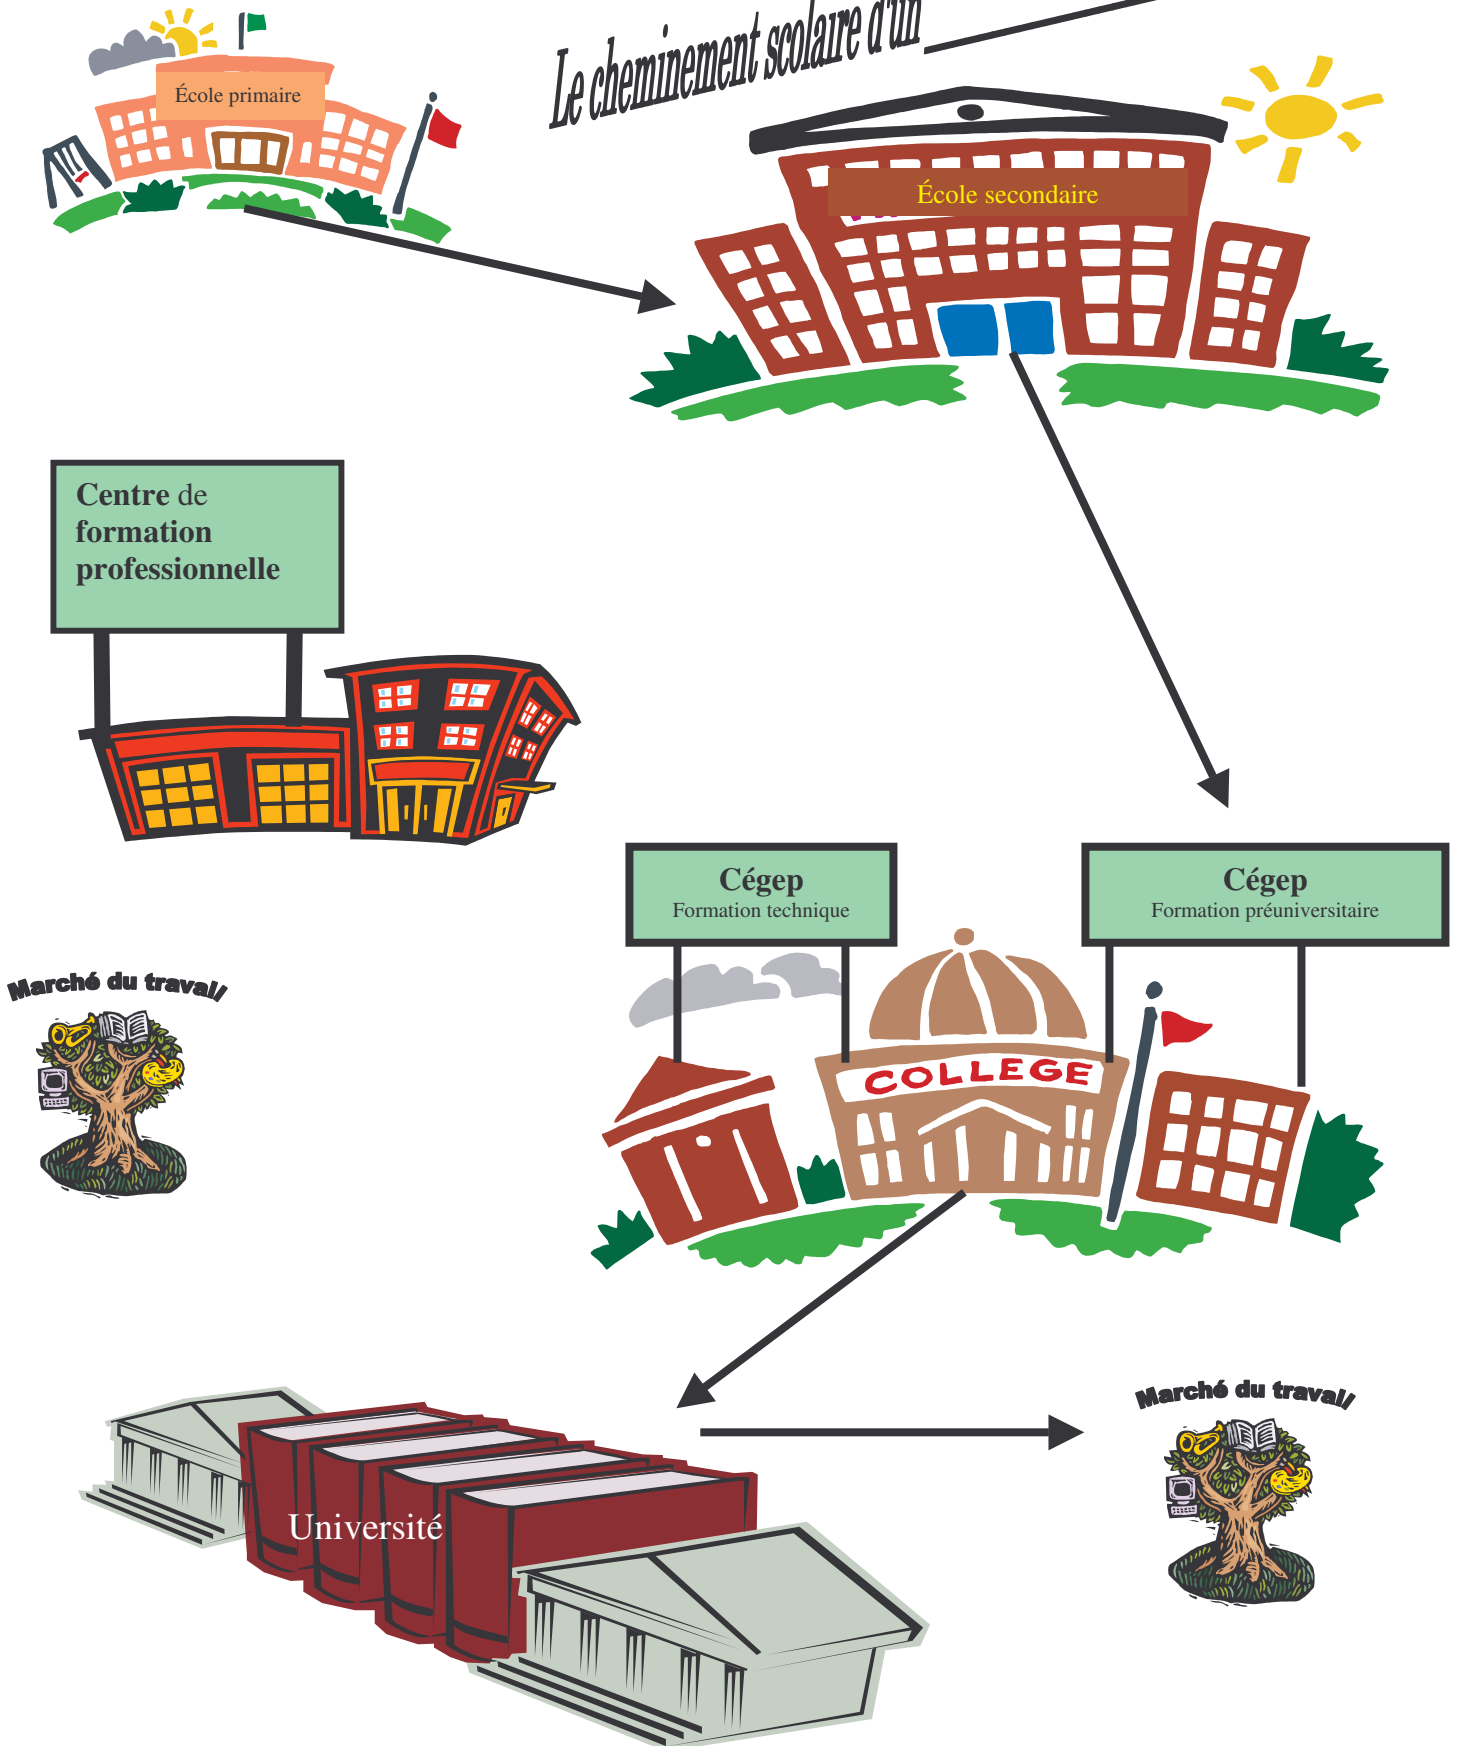 Le cheminement scolaire d'un
École primaire
École secondaire
Centre de
formation
professionnelle
Cégep
Formation technique
Cégep
Formation préuniversitaire
Marché du travail
COLLEGE
Marché du travail
Université